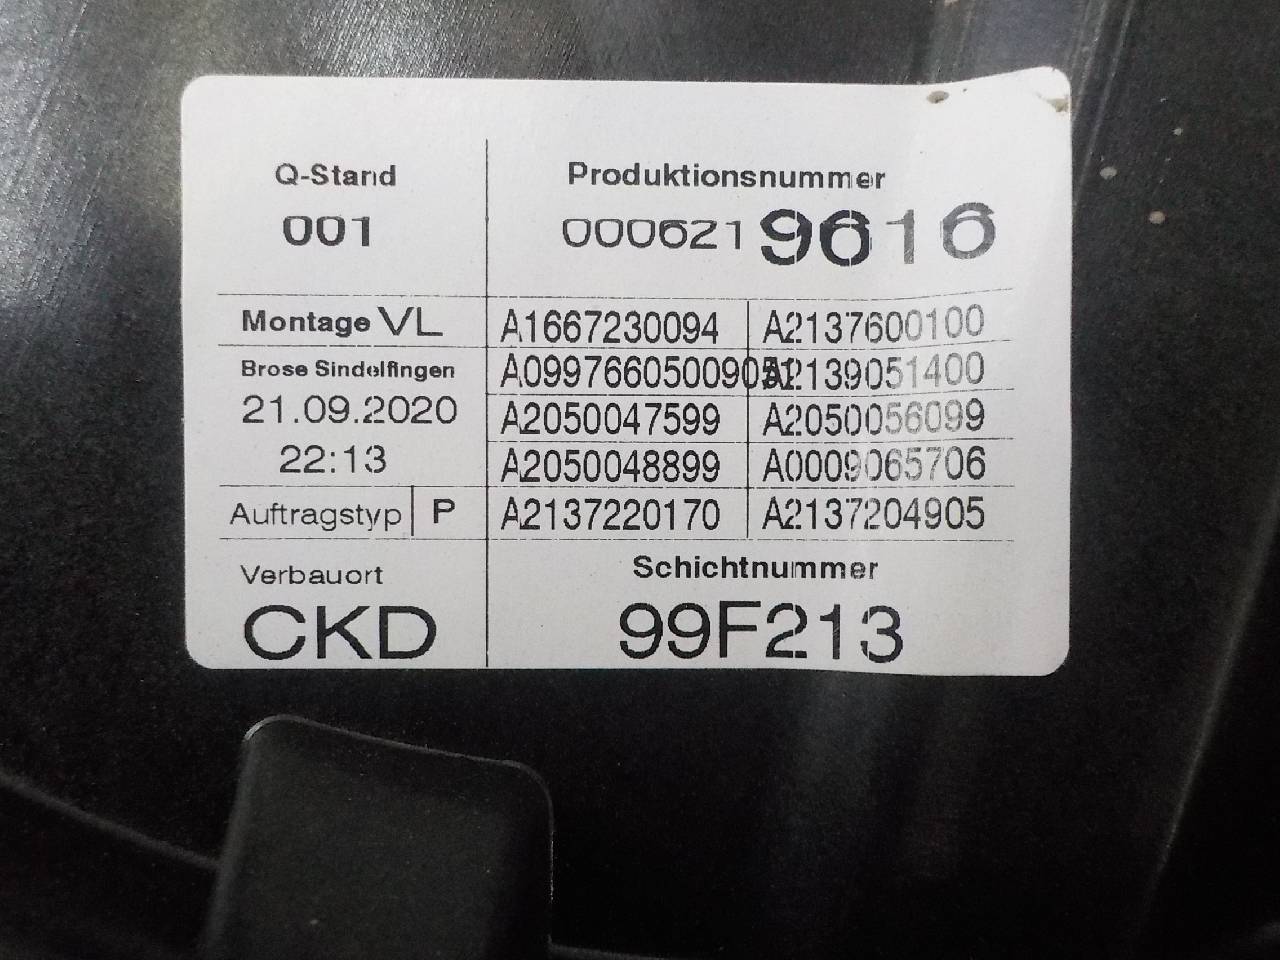 Q-Stand
001
Produktionsnummer
0006219616
Montage VL
Brose Sindelfingen
21.09.2020
22:13
Auftragstyp P
A1667230094 A2137600100
A09976605009051 A2139051400
A2050047599 A2050056099
A2050048899 A0009065706
A2137220170 A2137204905
Verbauort
CKD
Schichtnummer
99F213